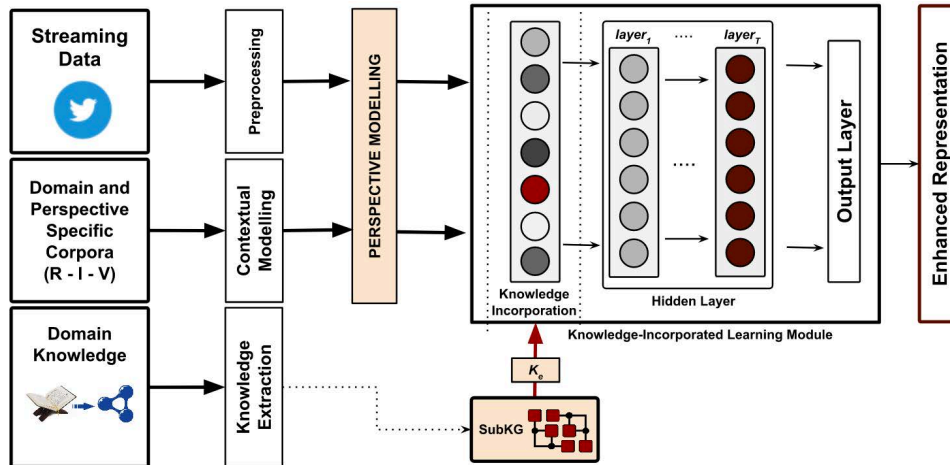 Streaming
Data
Preprocessing
PERSPECTIVE MODELLING
layer1 .... layerT
....
Knowledge
Incorporation
Hidden Layer
Output Layer
Knowledge-Incorporated Learning Module
Enhanced Representation
Domain and
Perspective
Specific
Corpora
(R - I - V)
Contextual
Modelling
Domain
Knowledge
Knowledge
Extraction
Ke
SubKG